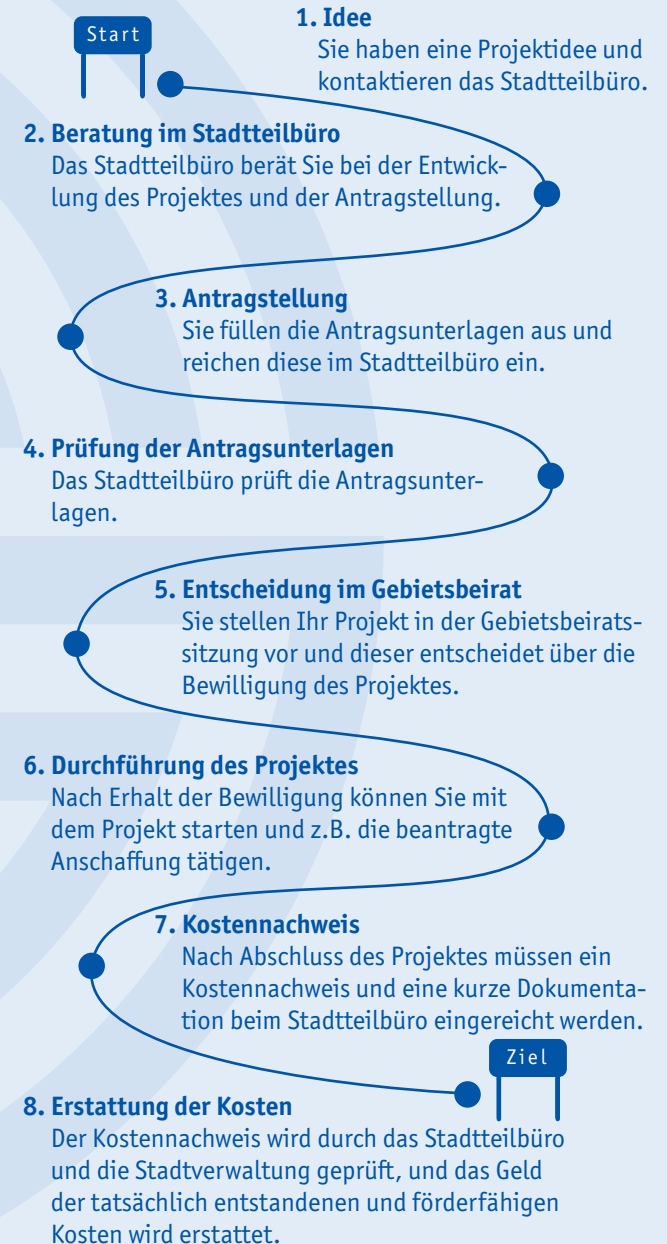 Start
1. Idee
Sie haben eine Projektidee und
kontaktieren das Stadtteilbüro.
2. Beratung im Stadtteilbüro
Das Stadtteilbüro berät Sie bei der Entwick-
lung des Projektes und der Antragstellung.
3. Antragstellung
Sie füllen die Antragsunterlagen aus und
reichen diese im Stadtteilbüro ein.
4. Prüfung der Antragsunterlagen
Das Stadtteilbüro prüft die Antragsunter-
lagen.
5. Entscheidung im Gebietsbeirat
Sie stellen Ihr Projekt in der Gebietsbeirats-
sitzung vor und dieser entscheidet über die
Bewilligung des Projektes.
6. Durchführung des Projektes
Nach Erhalt der Bewilligung können Sie mit
dem Projekt starten und z.B. die beantragte
Anschaffung tätigen.
7. Kostennachweis
Nach Abschluss des Projektes müssen ein
Kostennachweis und eine kurze Dokumenta-
tion beim Stadtteilbüro eingereicht werden.
Ziel
8. Erstattung der Kosten
Der Kostennachweis wird durch das Stadtteilbüro
und die Stadtverwaltung geprüft, und das Geld
der tatsächlich entstandenen und förderfähigen
Kosten wird erstattet.